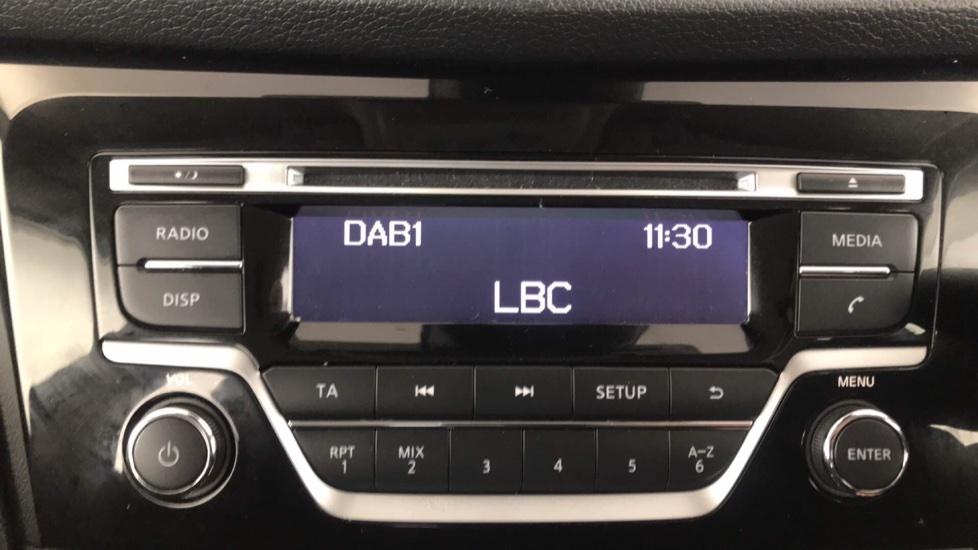 DAB1 11:30
RADIO MEDIA
LBC
DISP
VOL MENU
TA SETUP
RPT MIX A-Z
1 2 3 4 5 6
ENTER